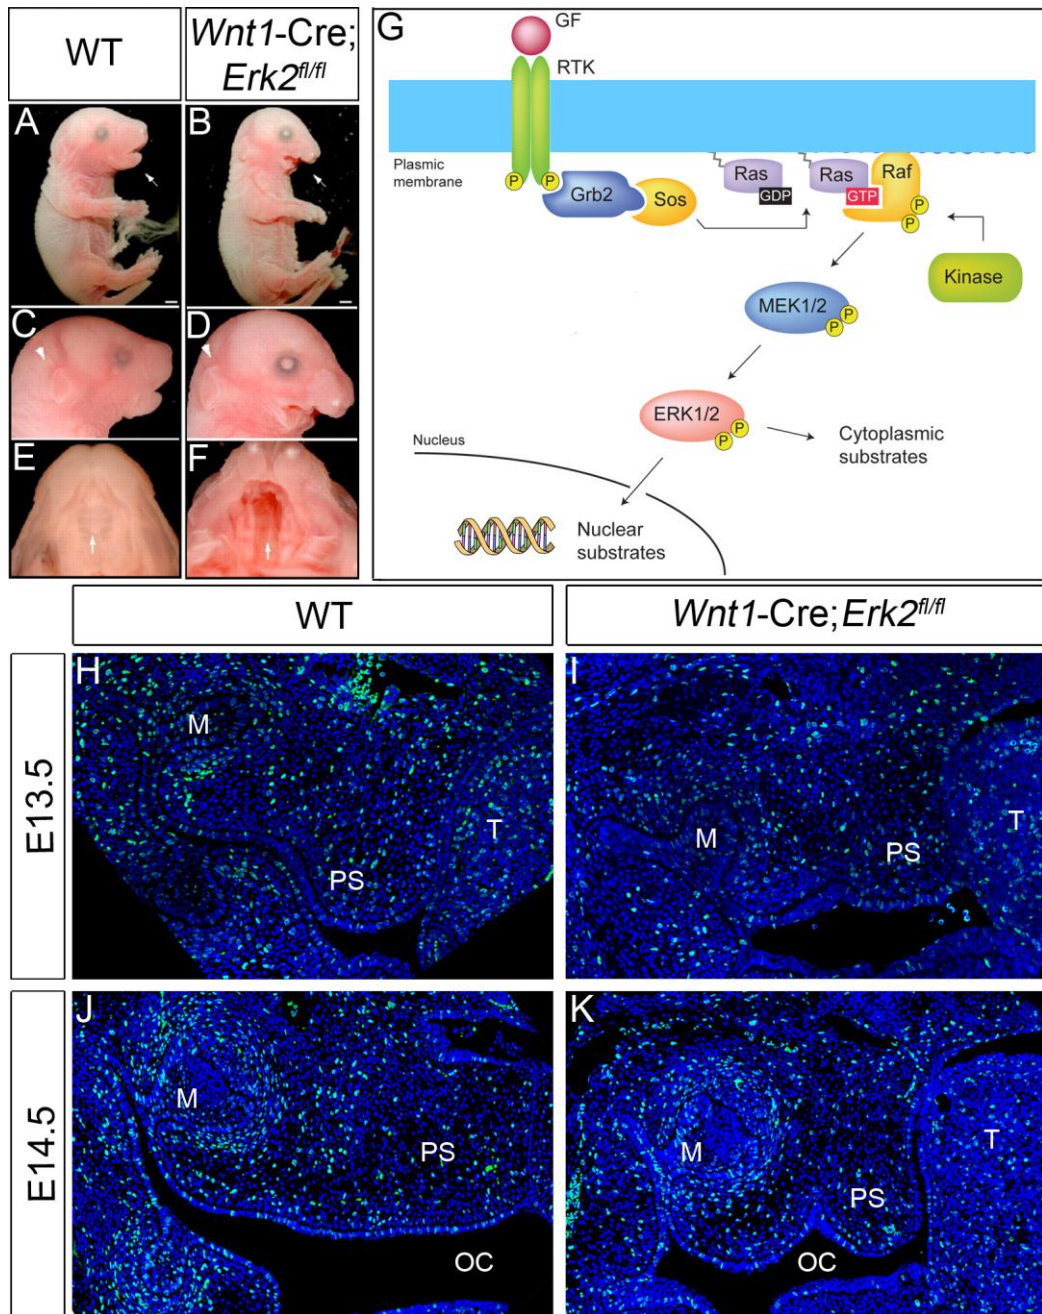 WT
Wnt1-Cre;
Erk2fl/fl
A
B
C
D
E
F
G
GF
RTK
Plasmic
membrane
P
P
Grb2
Sos
Ras
GDP
Ras
GTP
Raf
P
P
Kinase
MEK1/2
P
P
ERK1/2
P
P
Cytoplasmic
substrates
Nucleus
Nuclear
substrates
WT
Wnt1-Cre;Erk2fl/fl
E13.5
H
M
PS
T
I
M
PS
T
E14.5
J
M
PS
OC
K
M
PS
T
OC